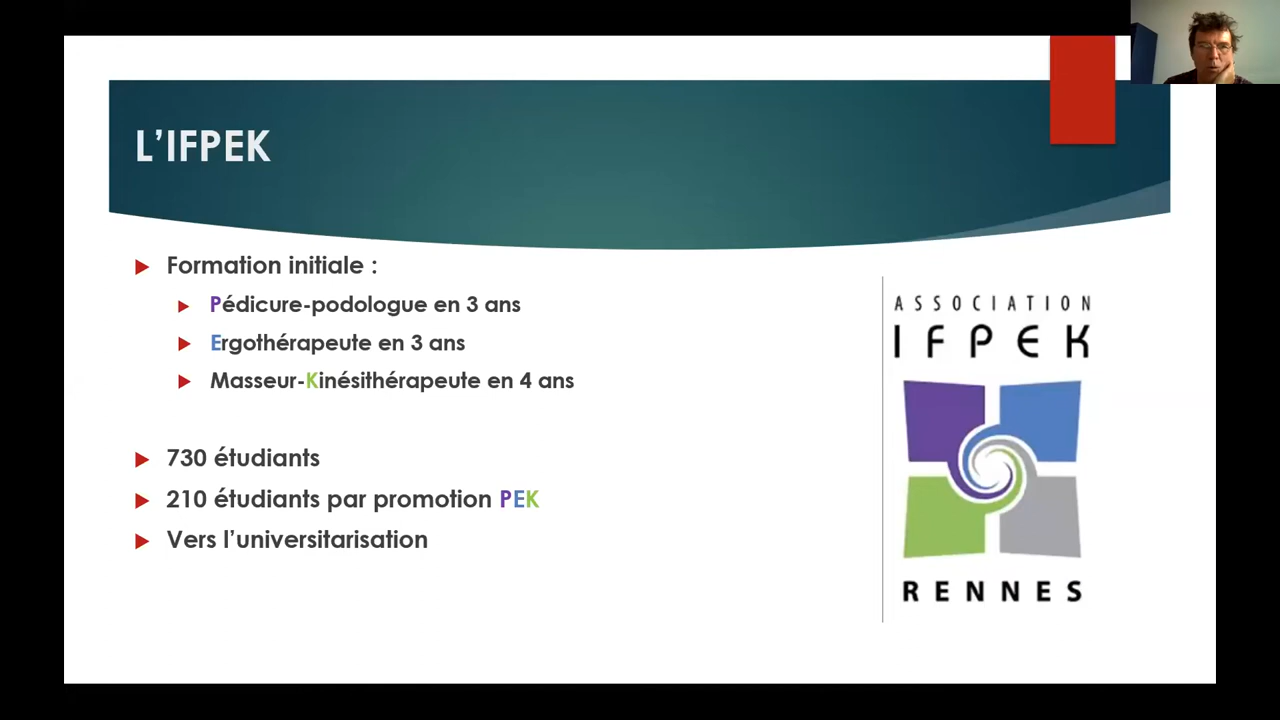 L’IFPEK
Formation initiale :
Pédicure-podologue en 3 ans
Ergothérapeute en 3 ans
Masseur-Kinésithérapeute en 4 ans
730 étudiants
210 étudiants par promotion PEK
Vers l’universitarisation
ASSOCIATION
IFPEK
RENNES